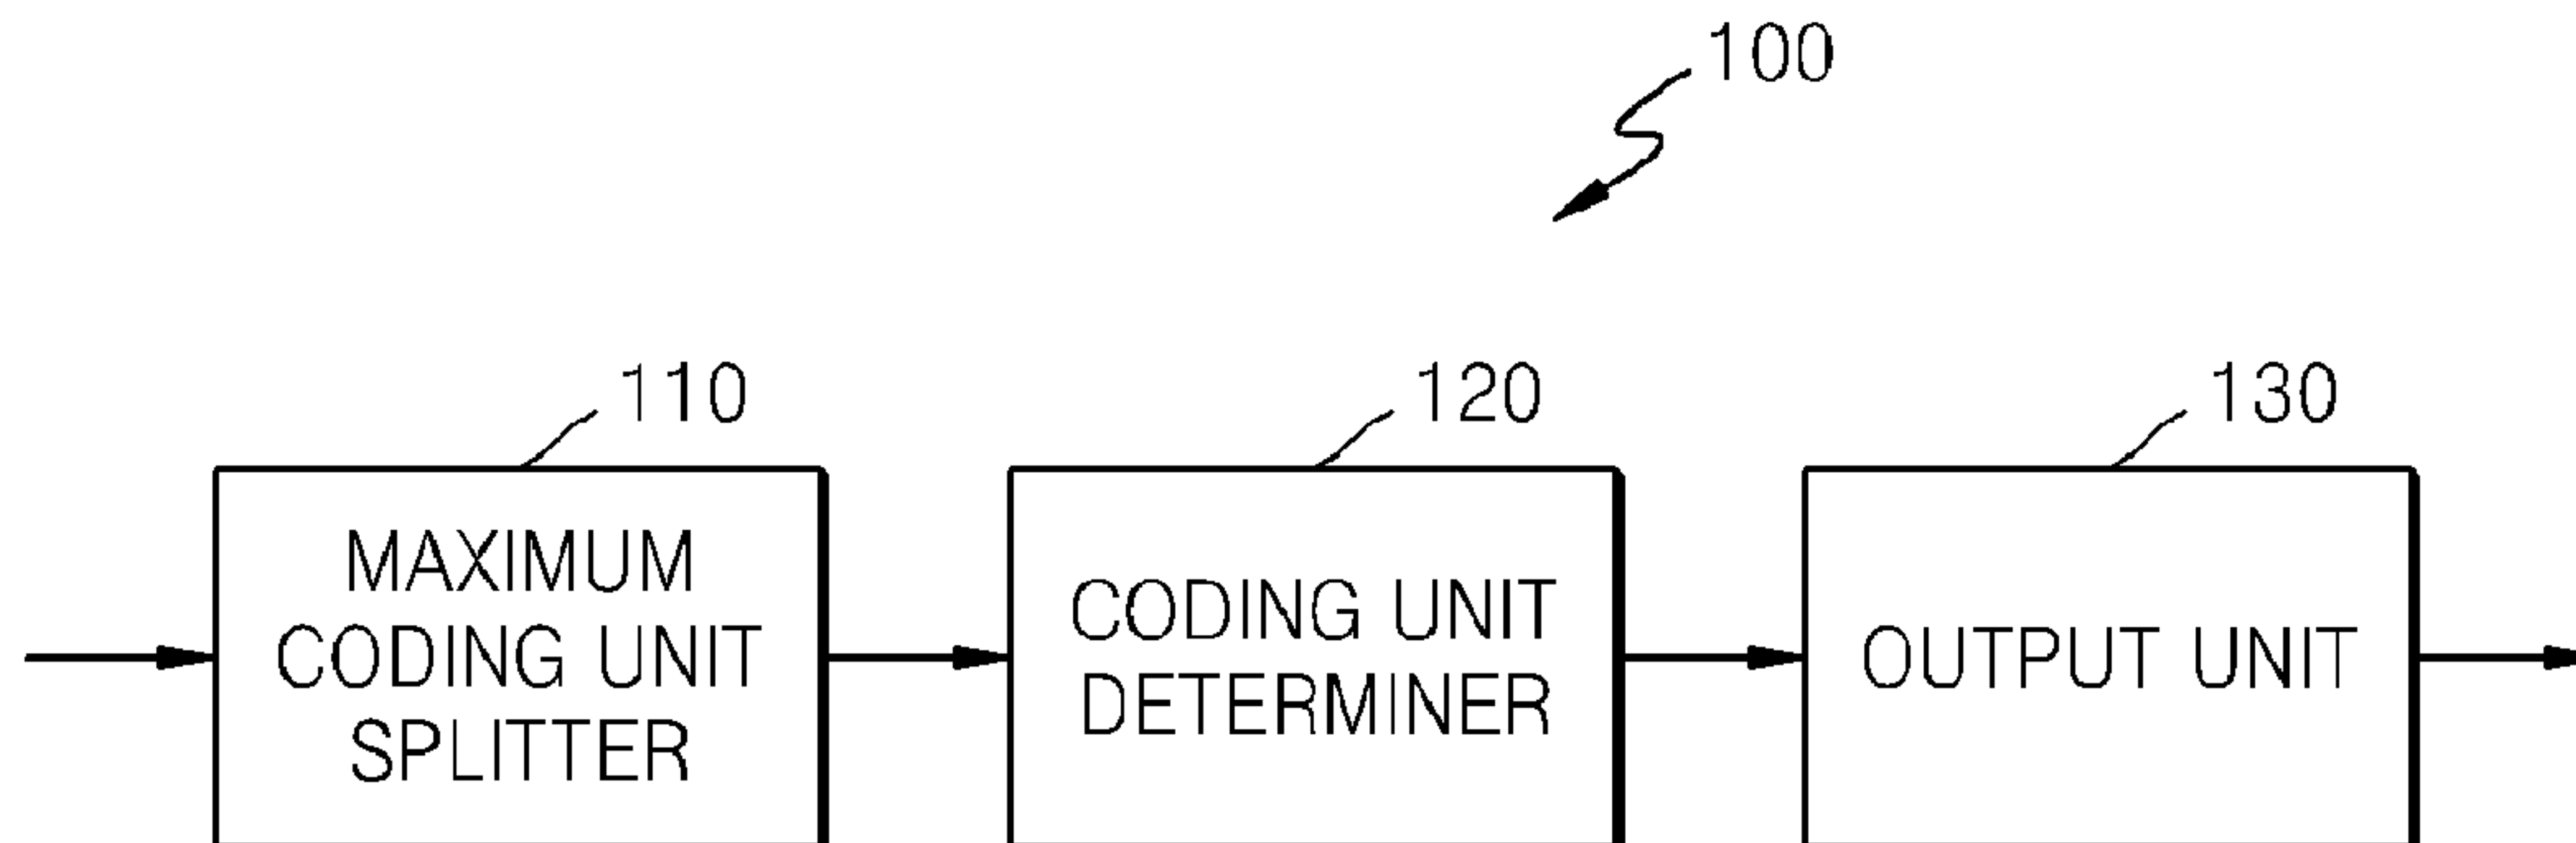 100
110
120
130
MAXIMUM
CODING UNIT
SPLITTER
CODING UNIT
DETERMINER
OUTPUT UNIT